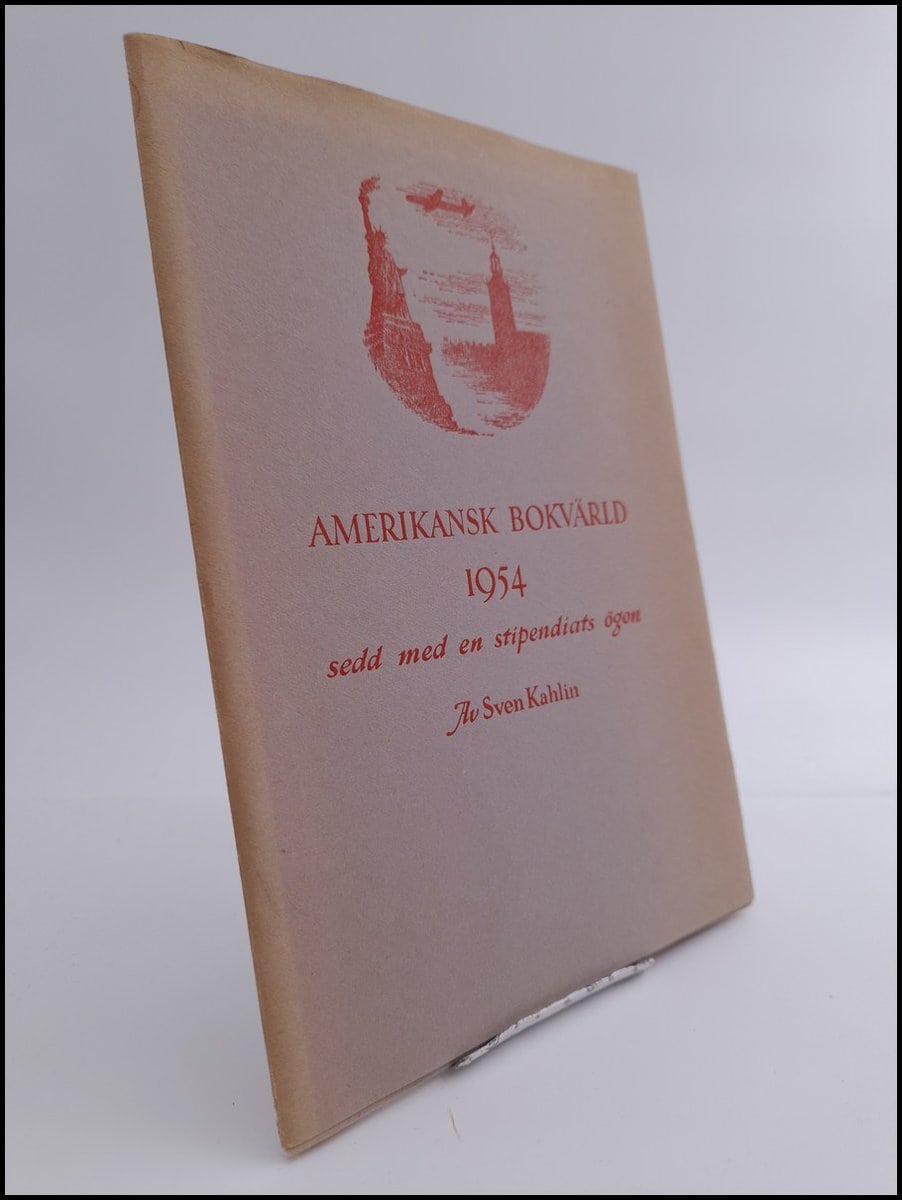 AMERIKANSK BOKVÄRLD
1954
sedd med en stipendiats ögon
Av Sven Kahlin